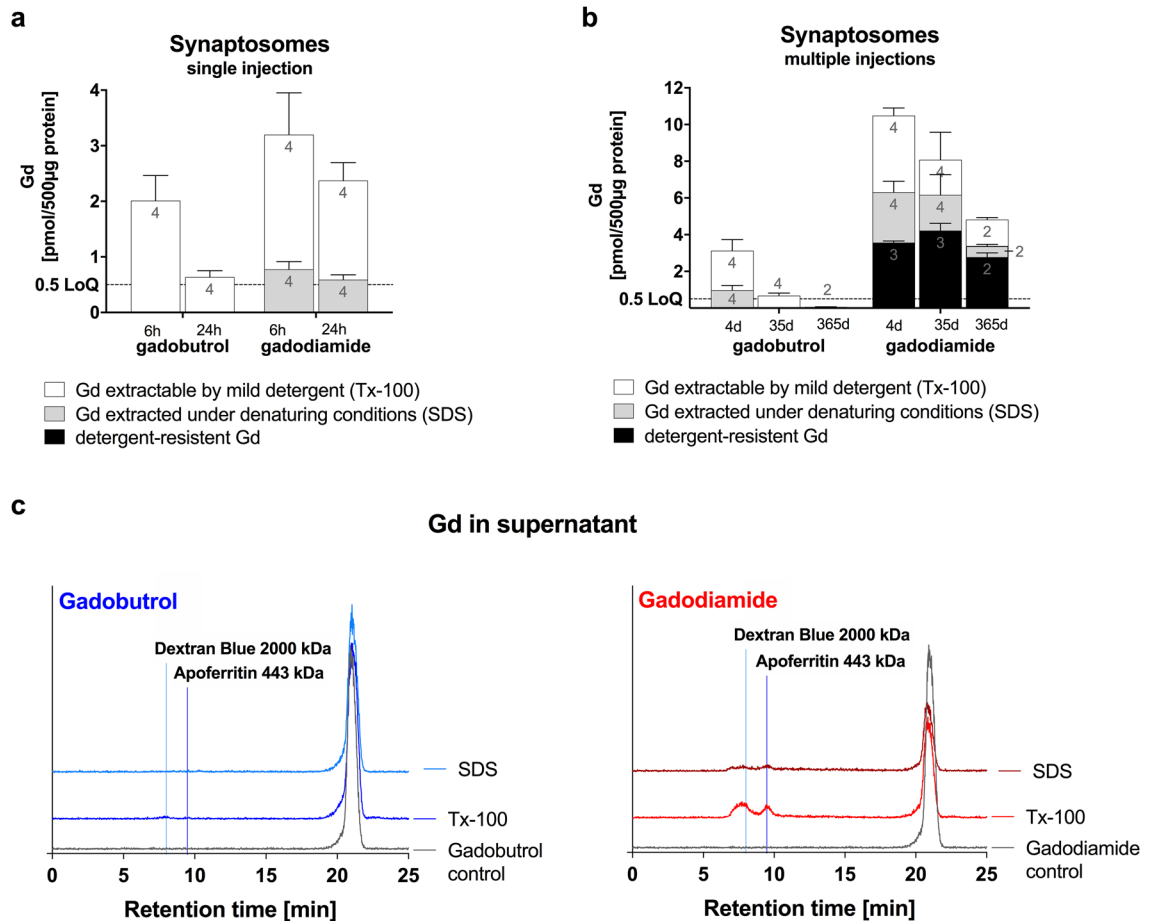 a
Synaptosomes
single injection
Gd
[pmol/500µg protein]
4
3
2
1
0.5 LoQ
0
4
4
4
4
4
4
6h
24h
6h
24h
gadobutrol
gadodiamide
Gd extractable by mild detergent (Tx-100)
Gd extracted under denaturing conditions (SDS)
detergent-resistent Gd
b
Synaptosomes
multiple injections
Gd
[pmol/500µg protein]
12
10
8
6
4
2
0.5 LoQ
4
4
4
2
4
4
3
4
4
3
2
2
2
4d
35d
365d
4d
35d
365d
gadobutrol
gadodiamide
Gd extractable by mild detergent (Tx-100)
Gd extracted under denaturing conditions (SDS)
detergent-resistent Gd
c
Gd in supernatant
Gadobutrol
Dextran Blue 2000 kDa
Apoferritin 443 kDa
SDS
Tx-100
Gadobutrol
control
0
5
10
15
20
25
Retention time [min]
Gadodiamide
Dextran Blue 2000 kDa
Apoferritin 443 kDa
SDS
Tx-100
Gadodiamide
control
0
5
10
15
20
25
Retention time [min]